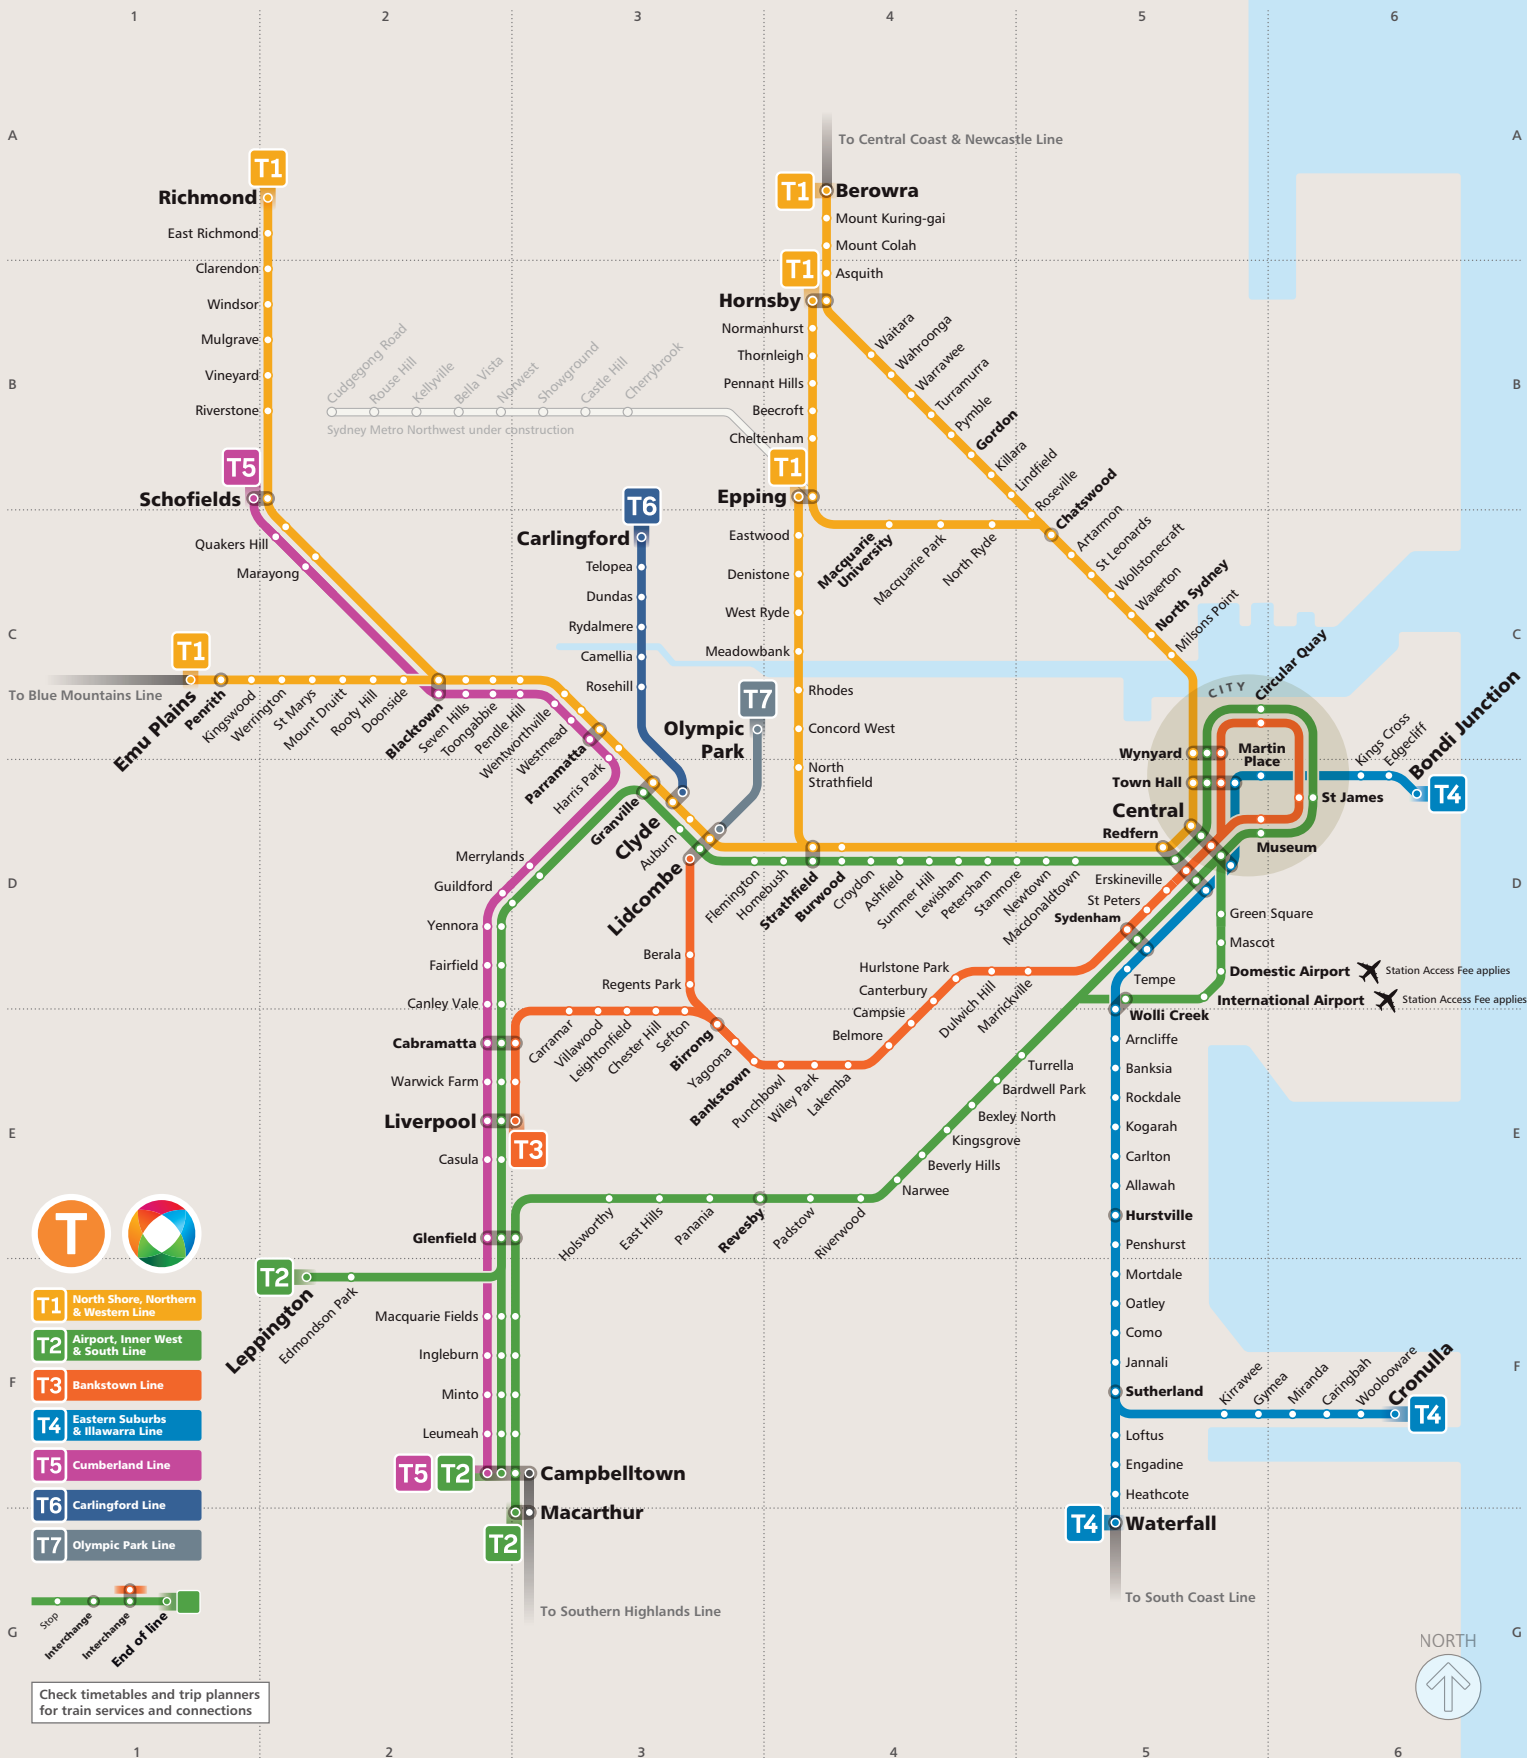 1
2
3
4
5
6
A
A
B
B
C
C
D
D
E
E
F
F
G
G
To Central Coast & Newcastle Line
T1
Richmond
East Richmond
Clarendon
Windsor
Mulgrave
Vineyard
Riverstone
T5
Schofields
Quakers Hill
Marayong
T1
Berowra
Mount Kuring-gai
Mount Colah
Asquith
T1
Hornsby
Normanhurst
Thornleigh
Pennant Hills
Beecroft
Cheltenham
T1
Epping
Eastwood
Denistone
West Ryde
Meadowbank
Rhodes
Concord West
North
Strathfield
Waitara
Wahroonga
Warrawee
Turramurra
Pymble
Gordon
Killara
Lindfield
Roseville
Chatswood
Artarmon
St Leonards
Wollstonecraft
Waverton
North Sydney
Milsons Point
Macquarie
University
Macquarie Park
North Ryde
Cudgegong Road
Rouse Hill
Kellyville
Bella Vista
Norwest
Showground
Castle Hill
Cherrybrook
Sydney Metro Northwest under construction
T6
Carlingford
Telopea
Dundas
Rydalmere
Camellia
Rosehill
T7
Olympic
Park
T1
To Blue Mountains Line
Emu Plains
Penrith
Kingswood
Werrington
St Marys
Mount Druitt
Rooty Hill
Doonside
Blacktown
Seven Hills
Toongabbie
Pendle Hill
Wentworthville
Westmead
Parramatta
Harris Park
Granville
Clyde
Auburn
Lidcombe
Flemington
Homebush
Strathfield
Burwood
Croydon
Ashfield
Summer Hill
Lewisham
Petersham
Stanmore
Newtown
Macdonaldtown
CITY
Circular Quay
Wynyard
Martin
Place
Town Hall
Central
Redfern
St James
Museum
Kings Cross
Edgecliff
Bondi Junction
T4
Erskineville
St Peters
Sydenham
Tempe
Green Square
Mascot
Domestic Airport
Station Access Fee applies
International Airport
Station Access Fee applies
Wolli Creek
Arncliffe
Banksia
Rockdale
Kogarah
Carlton
Allawah
Hurstville
Penshurst
Mortdale
Oatley
Como
Jannali
Sutherland
Loftus
Engadine
Heathcote
T4
Waterfall
To South Coast Line
Kirrawee
Gymea
Miranda
Caringbah
Woolooware
Cronulla
T4
Merrylands
Guildford
Yennora
Fairfield
Canley Vale
Cabramatta
Warwick Farm
Liverpool
T3
Casula
Glenfield
Macquarie Fields
Ingleburn
Minto
Leumeah
T5
T2
Campbelltown
Macarthur
T2
To Southern Highlands Line
T2
Leppington
Edmondson Park
Berala
Regents Park
Carramar
Villawood
Leightonfield
Chester Hill
Sefton
Birrong
Yagoona
Bankstown
Punchbowl
Wiley Park
Lakemba
Belmore
Campsie
Canterbury
Hurlstone Park
Dulwich Hill
Marrickville
Turrella
Bardwell Park
Bexley North
Kingsgrove
Beverly Hills
Narwee
Riverwood
Padstow
Revesby
Panania
East Hills
Holsworthy
T
T1 North Shore, Northern
& Western Line
T2 Airport, Inner West
& South Line
T3 Bankstown Line
T4 Eastern Suburbs
& Illawarra Line
T5 Cumberland Line
T6 Carlingford Line
T7 Olympic Park Line
Stop
Interchange
Interchange
End of line
Check timetables and trip planners
for train services and connections
NORTH
1
2
3
4
5
6